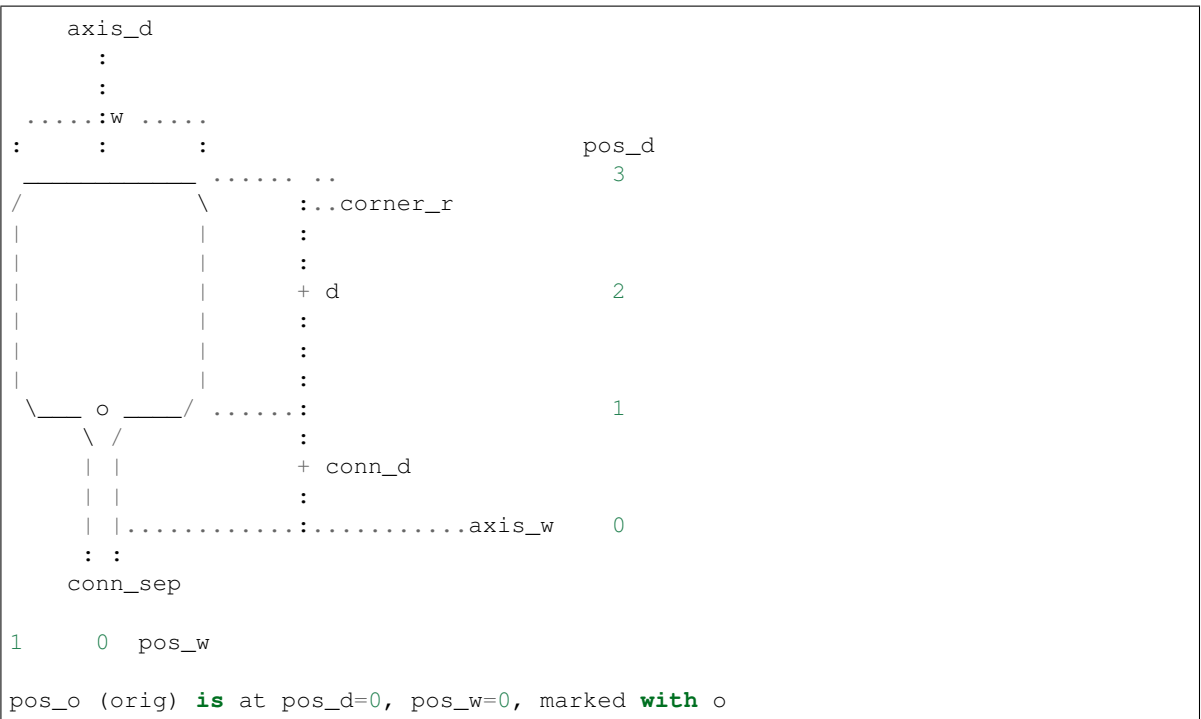 axis_d
      :
      :
 .....:w .....
:     :      :                          pos_d
 ____________ ...... ..                   3
/            \      :..corner_r
|            |      :
|            |      :
|            |      + d                   2
|            |      :
|            |      :
|            |      :
 \___ o ____/ ......:                     1
     \ /            :
     | |            + conn_d
     | |            :
     | |............:...........axis_w    0
     : :
    conn_sep
1     0  pos_w
pos_o (orig) is at pos_d=0, pos_w=0, marked with o